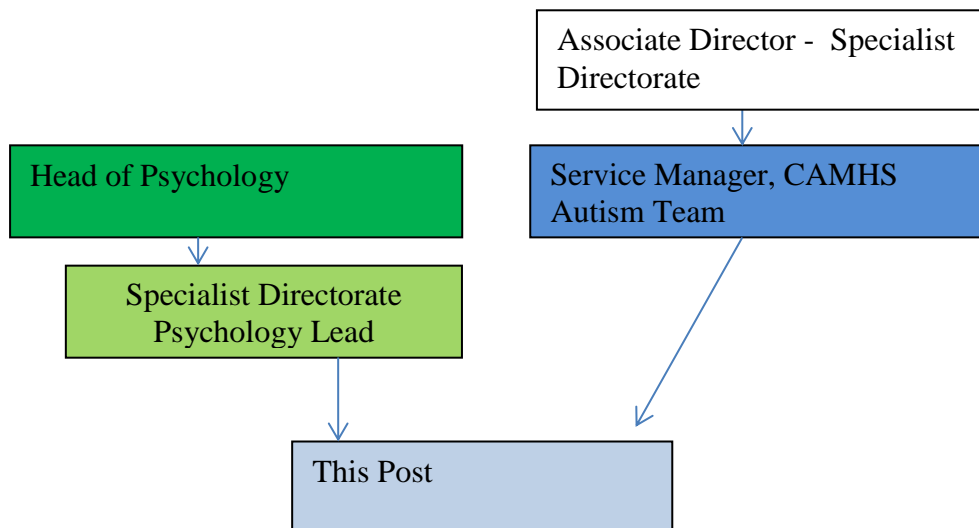 Associate Director - Specialist
Directorate
Head of Psychology
Service Manager, CAMHS
Autism Team
Specialist Directorate
Psychology Lead
This Post